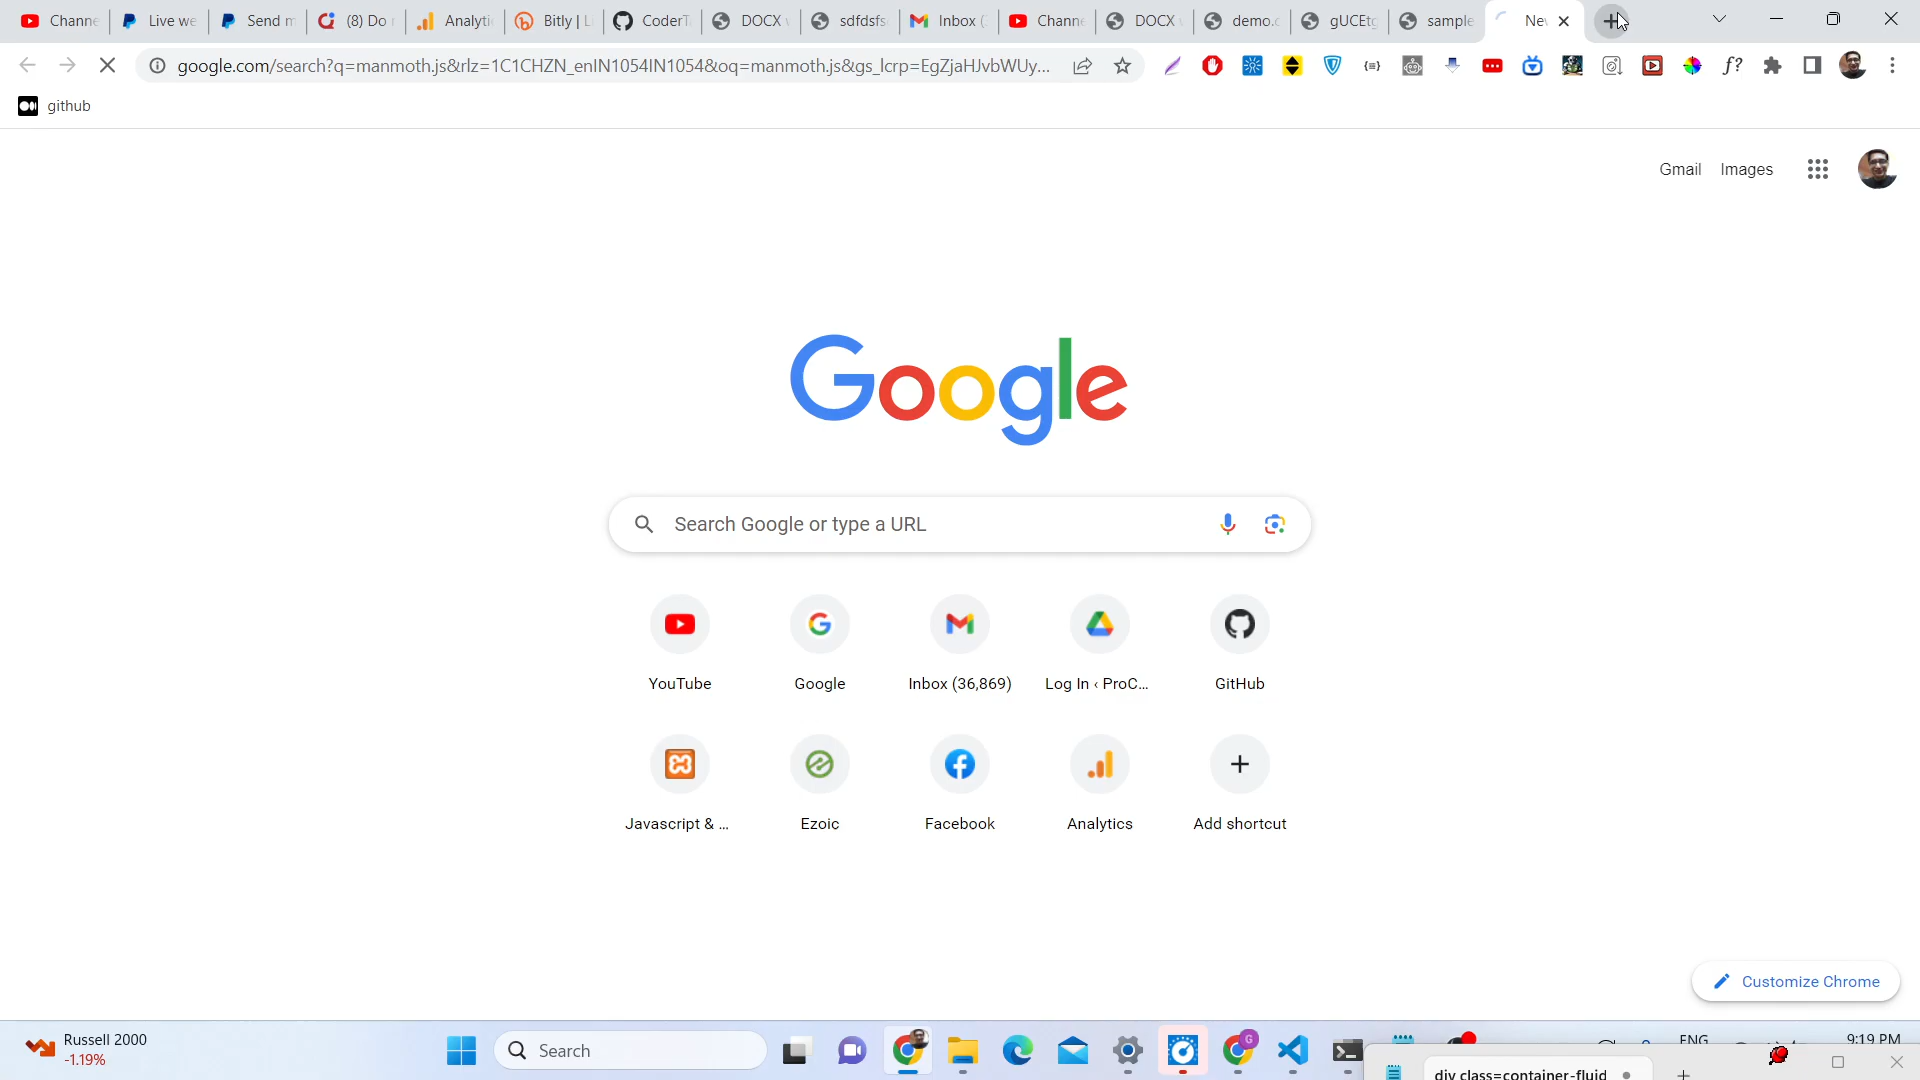 Channe
Live we
Send m
(8) Do
Analyti
Bitly | L
CoderT
DOCX
sdfdsfs
Inbox (
Channe
DOCX
demo.c
gUCEtg
sample
Nev
google.com/search?q=manmoth.js&rlz=1C1CHZN_enIN1054IN1054&oq=manmoth.js&gs_lcrp=EgZjaHJvbWUy...
github
Gmail
Images
Google
Search Google or type a URL
YouTube
Google
Inbox (36,869)
Log In ‹ ProC...
GitHub
Javascript & ...
Ezoic
Facebook
Analytics
Add shortcut
Customize Chrome
Russell 2000
-1.19%
Search
ENG
9:19 PM
div class=container-fluid